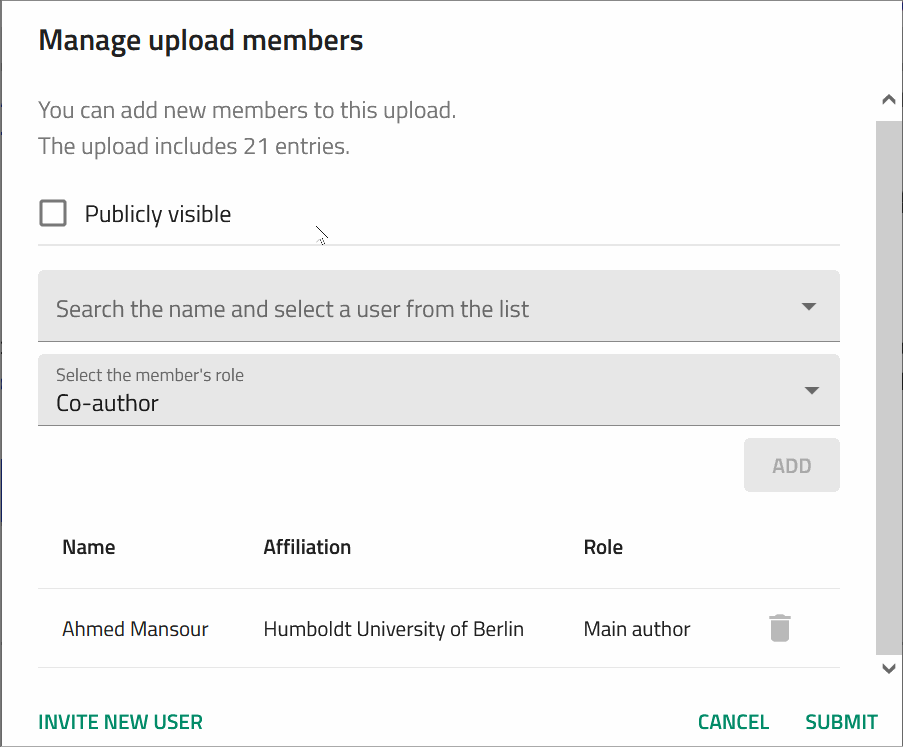 Manage upload members
You can add new members to this upload.
The upload includes 21 entries.
Publicly visible
Search the name and select a user from the list
Select the member's role
Co-author
ADD
Name Affiliation Role
Ahmed Mansour Humboldt University of Berlin Main author
INVITE NEW USER CANCEL SUBMIT